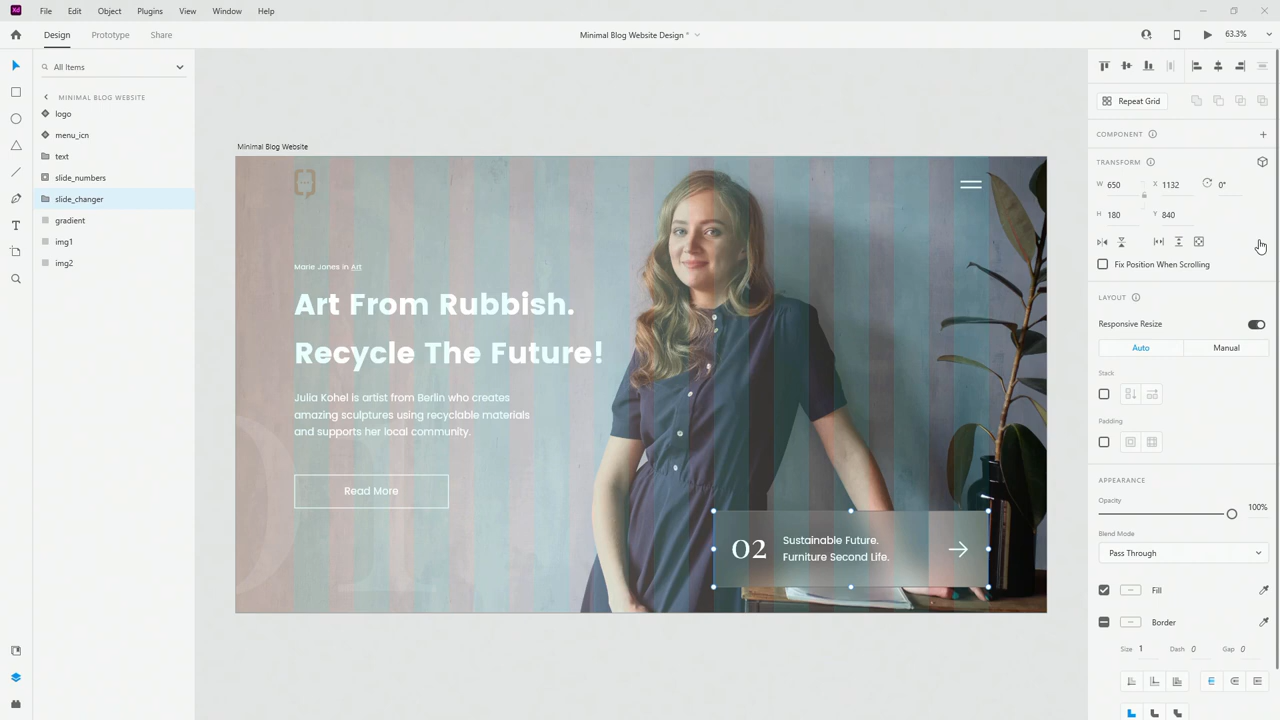 Xd
File Edit Object Plugins View Window Help
Design Prototype Share
Minimal Blog Website Design *
63.3%
All Items
MINIMAL BLOG WEBSITE
logo
menu_icn
text
slide_numbers
slide_changer
gradient
img1
img2
Minimal Blog Website
Marie Jones in Art
Art From Rubbish.
Recycle The Future!
Julia Kohel is artist from Berlin who creates
amazing sculptures using recyclable materials
and supports her local community.
Read More
02
Sustainable Future.
Furniture Second Life.
Repeat Grid
COMPONENT
TRANSFORM
W 650 X 1132 0°
H 180 Y 840
Fix Position When Scrolling
LAYOUT
Responsive Resize
Auto Manual
Stack
Padding
APPEARANCE
Opacity
100%
Blend Mode
Pass Through
Fill
Border
Size 1 Dash 0 Gap 0